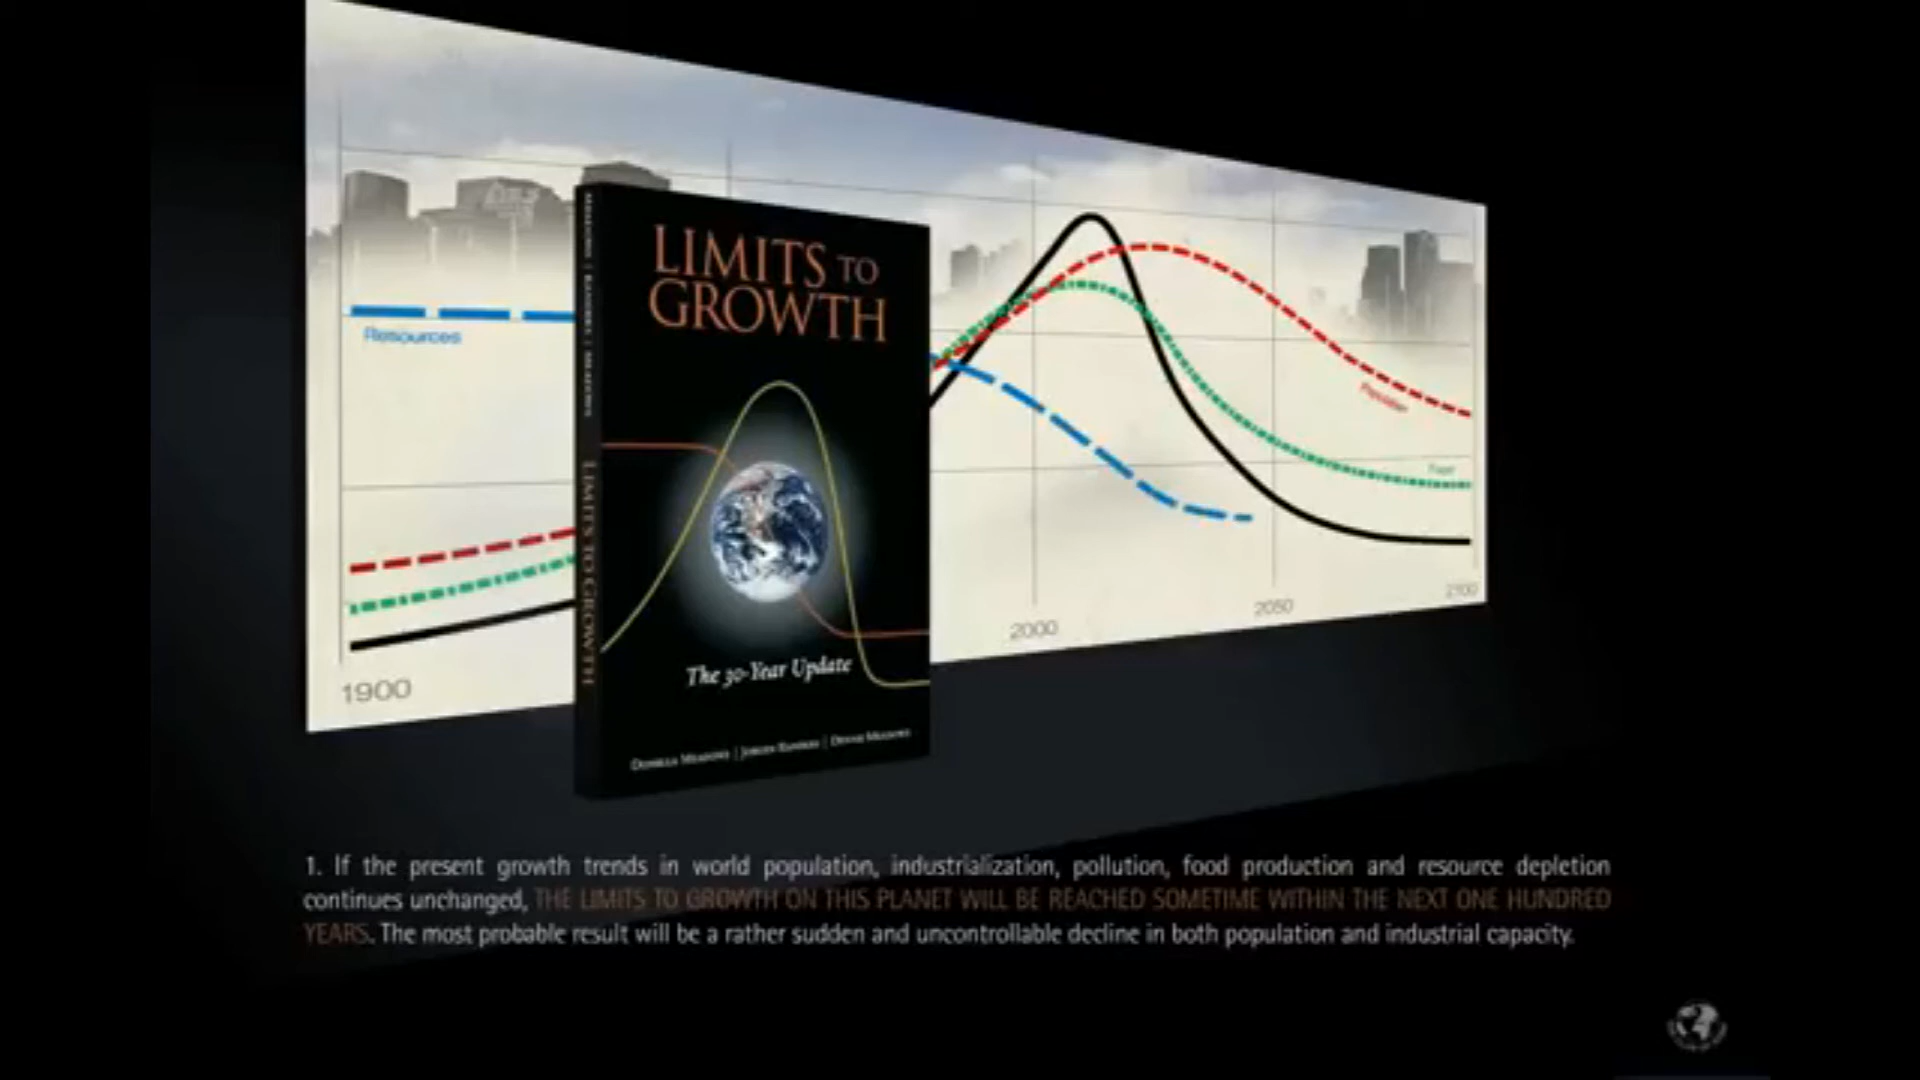 Resources
LIMITS TO
GROWTH
LIMITS TO GROWTH
The 30-Year Update
Population
Food
1900
2000
2050
2100
1. If the present growth trends in world population, industrialization, pollution, food production and resource depletion
continues unchanged, THE LIMITS TO GROWTH ON THIS PLANET WILL BE REACHED SOMETIME WITHIN THE NEXT ONE HUNDRED
YEARS. The most probable result will be a rather sudden and uncontrollable decline in both population and industrial capacity.